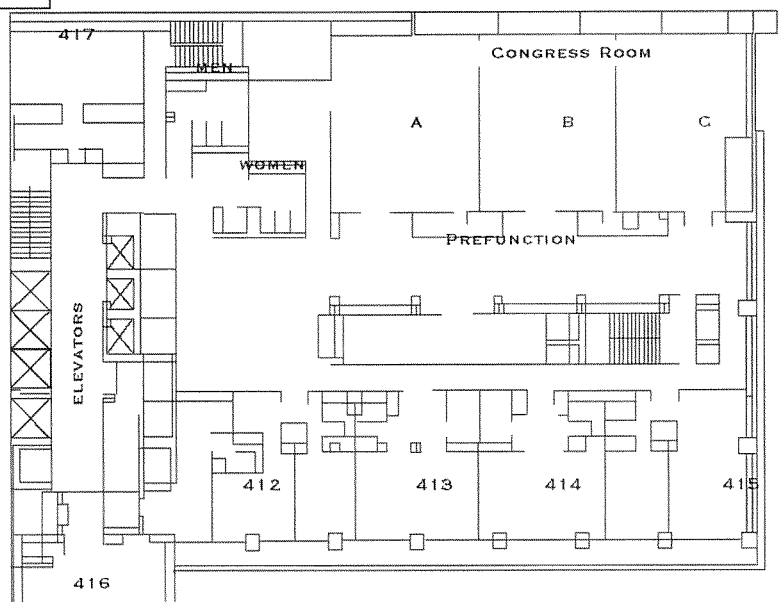 417
CONGRESS ROOM
MEN
A
B
C
WOMEN
PREFUNCTION
ELEVATORS
412
413
414
415
416